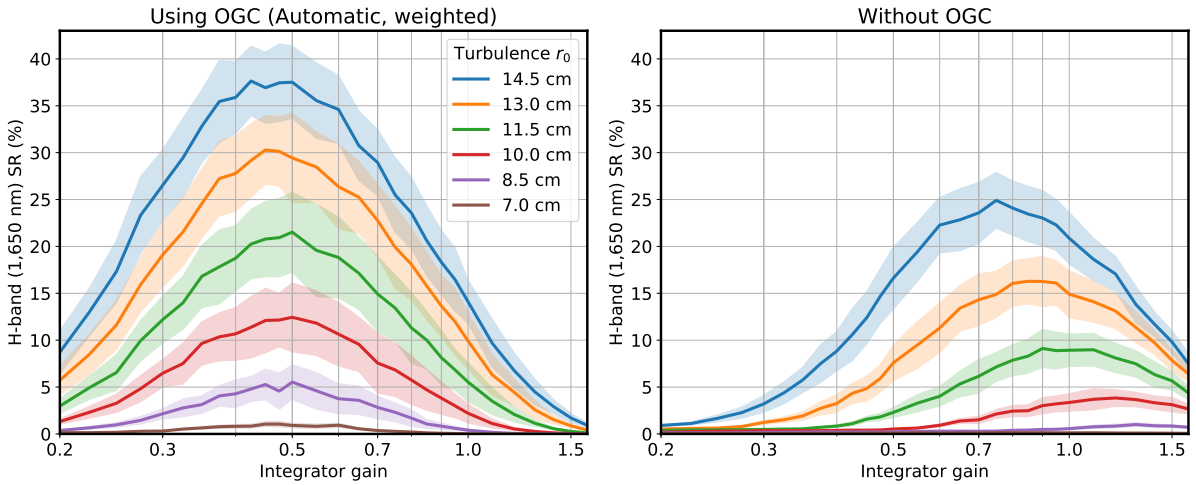 Using OGC (Automatic, weighted)
H-band (1,650 nm) SR (%)
40
35
30
25
20
15
10
5
0
0.2
0.3
0.5
0.7
1.0
1.5
Integrator gain
Turbulence r₀
14.5 cm
13.0 cm
11.5 cm
10.0 cm
8.5 cm
7.0 cm
Without OGC
H-band (1,650 nm) SR (%)
40
35
30
25
20
15
10
5
0
0.2
0.3
0.5
0.7
1.0
1.5
Integrator gain